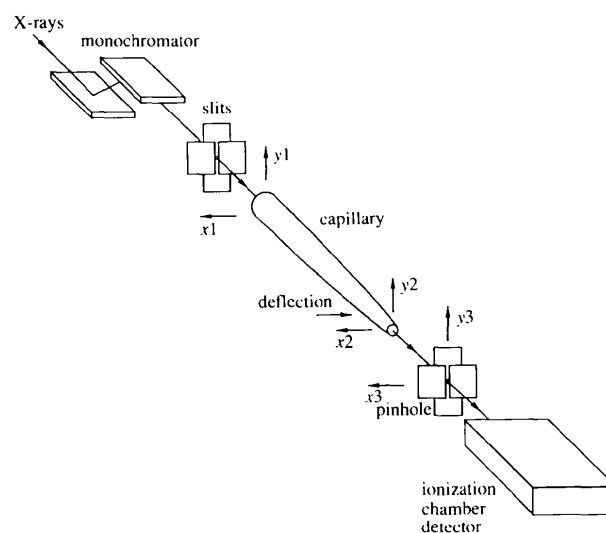 X-rays
monochromator
slits
y1
x1
capillary
y2
deflection
x2
y3
x3
pinhole
ionization
chamber
detector